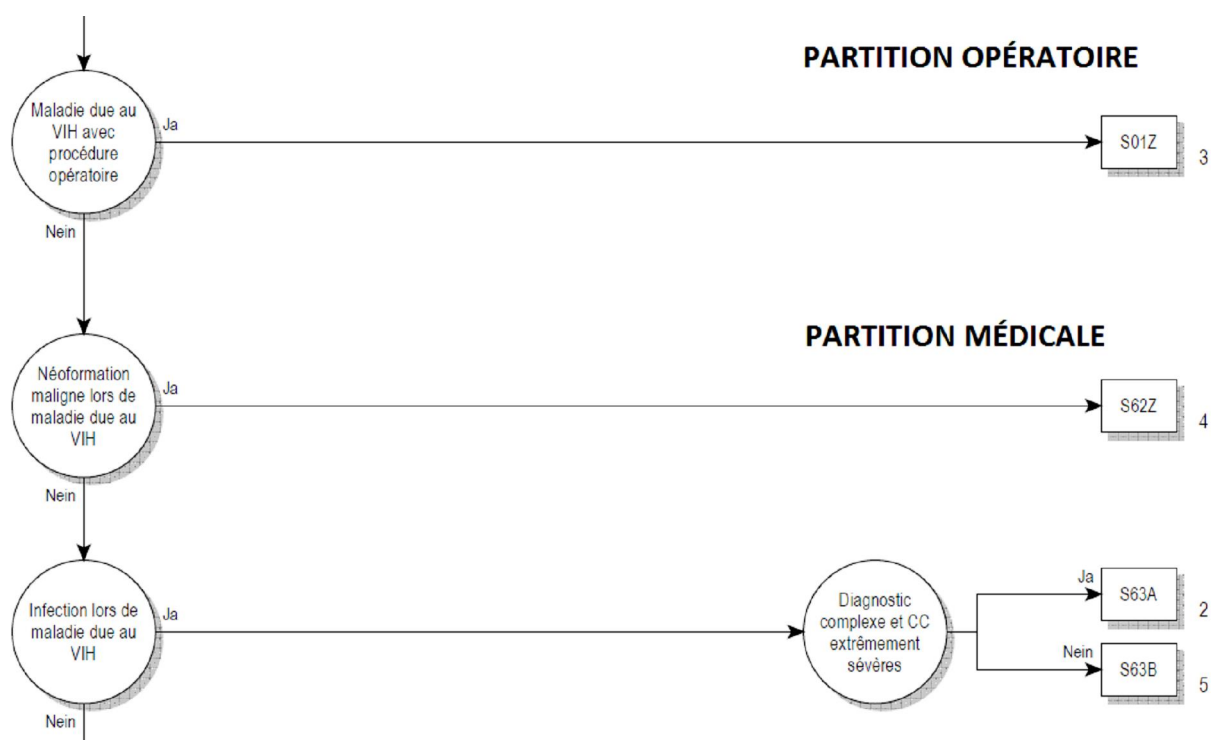 PARTITION OPÉRATOIRE
Maladie due au
VIH avec
procédure
opératoire
Ja
S01Z
3
Nein
PARTITION MÉDICALE
Néoformation
maligne lors de
maladie due au
VIH
Ja
S62Z
4
Nein
Infection lors de
maladie due au
VIH
Ja
Diagnostic
complexe et CC
extrêmement
sévères
Ja
S63A
2
Nein
S63B
5
Nein